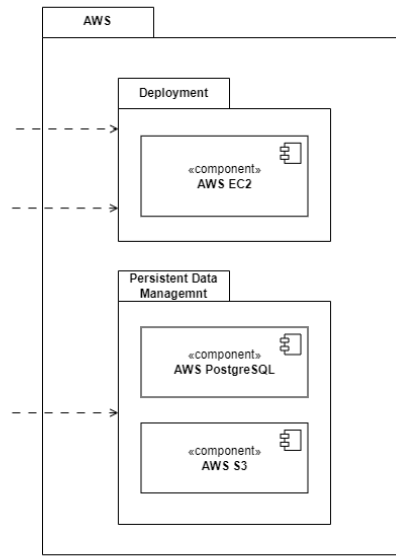 AWS
Deployment
«component»
AWS EC2
Persistent Data
Managemnt
«component»
AWS PostgreSQL
«component»
AWS S3